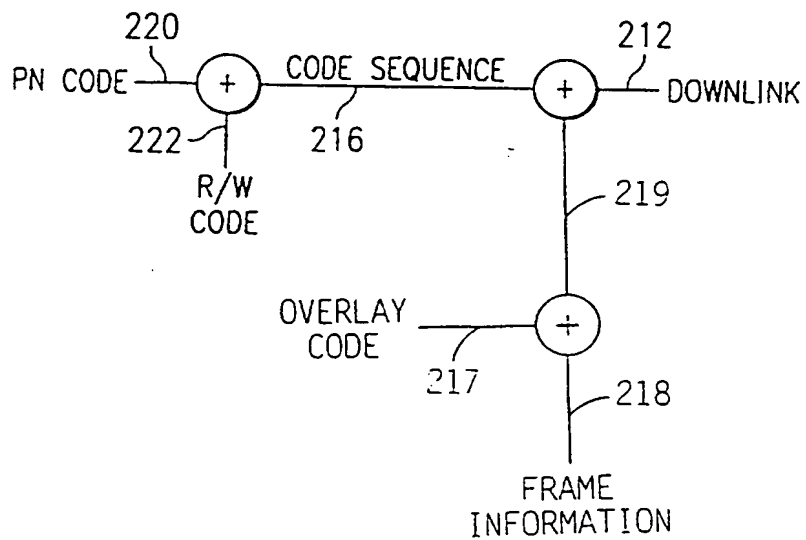 220
212
PN CODE
+
CODE SEQUENCE
+
DOWNLINK
222
216
R/W
CODE
219
OVERLAY
CODE
+
217
218
FRAME
INFORMATION